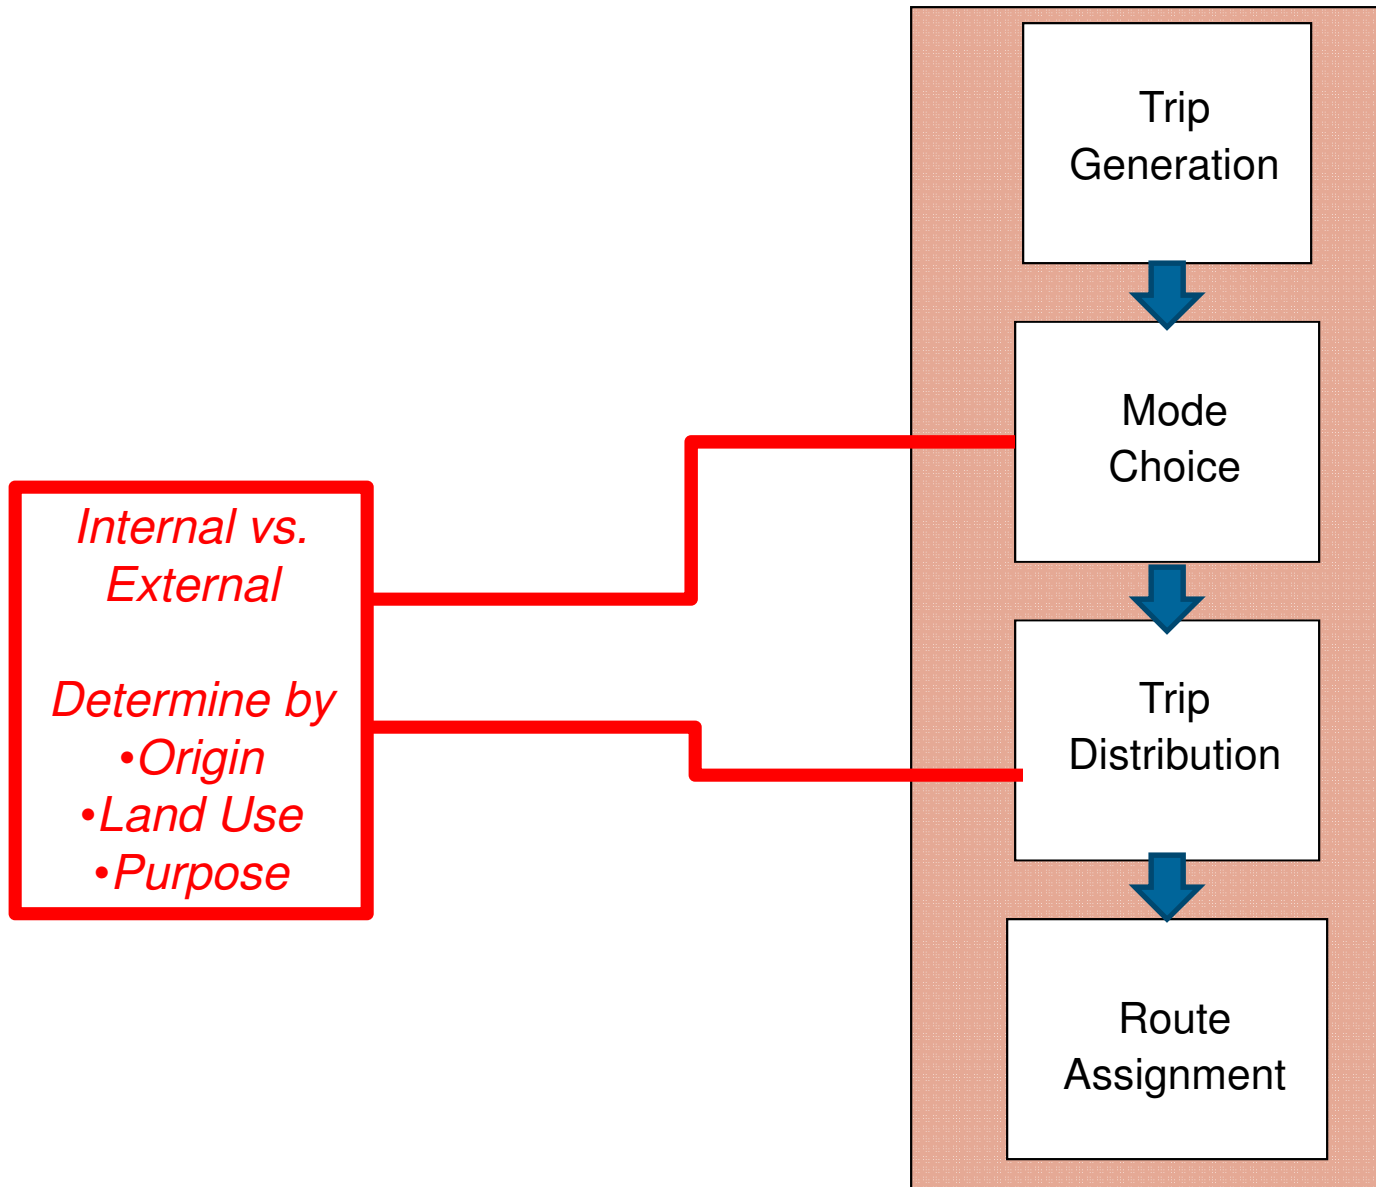 Trip
Generation
Mode
Choice
Internal vs.
External
Determine by
•Origin
•Land Use
•Purpose
Trip
Distribution
Route
Assignment